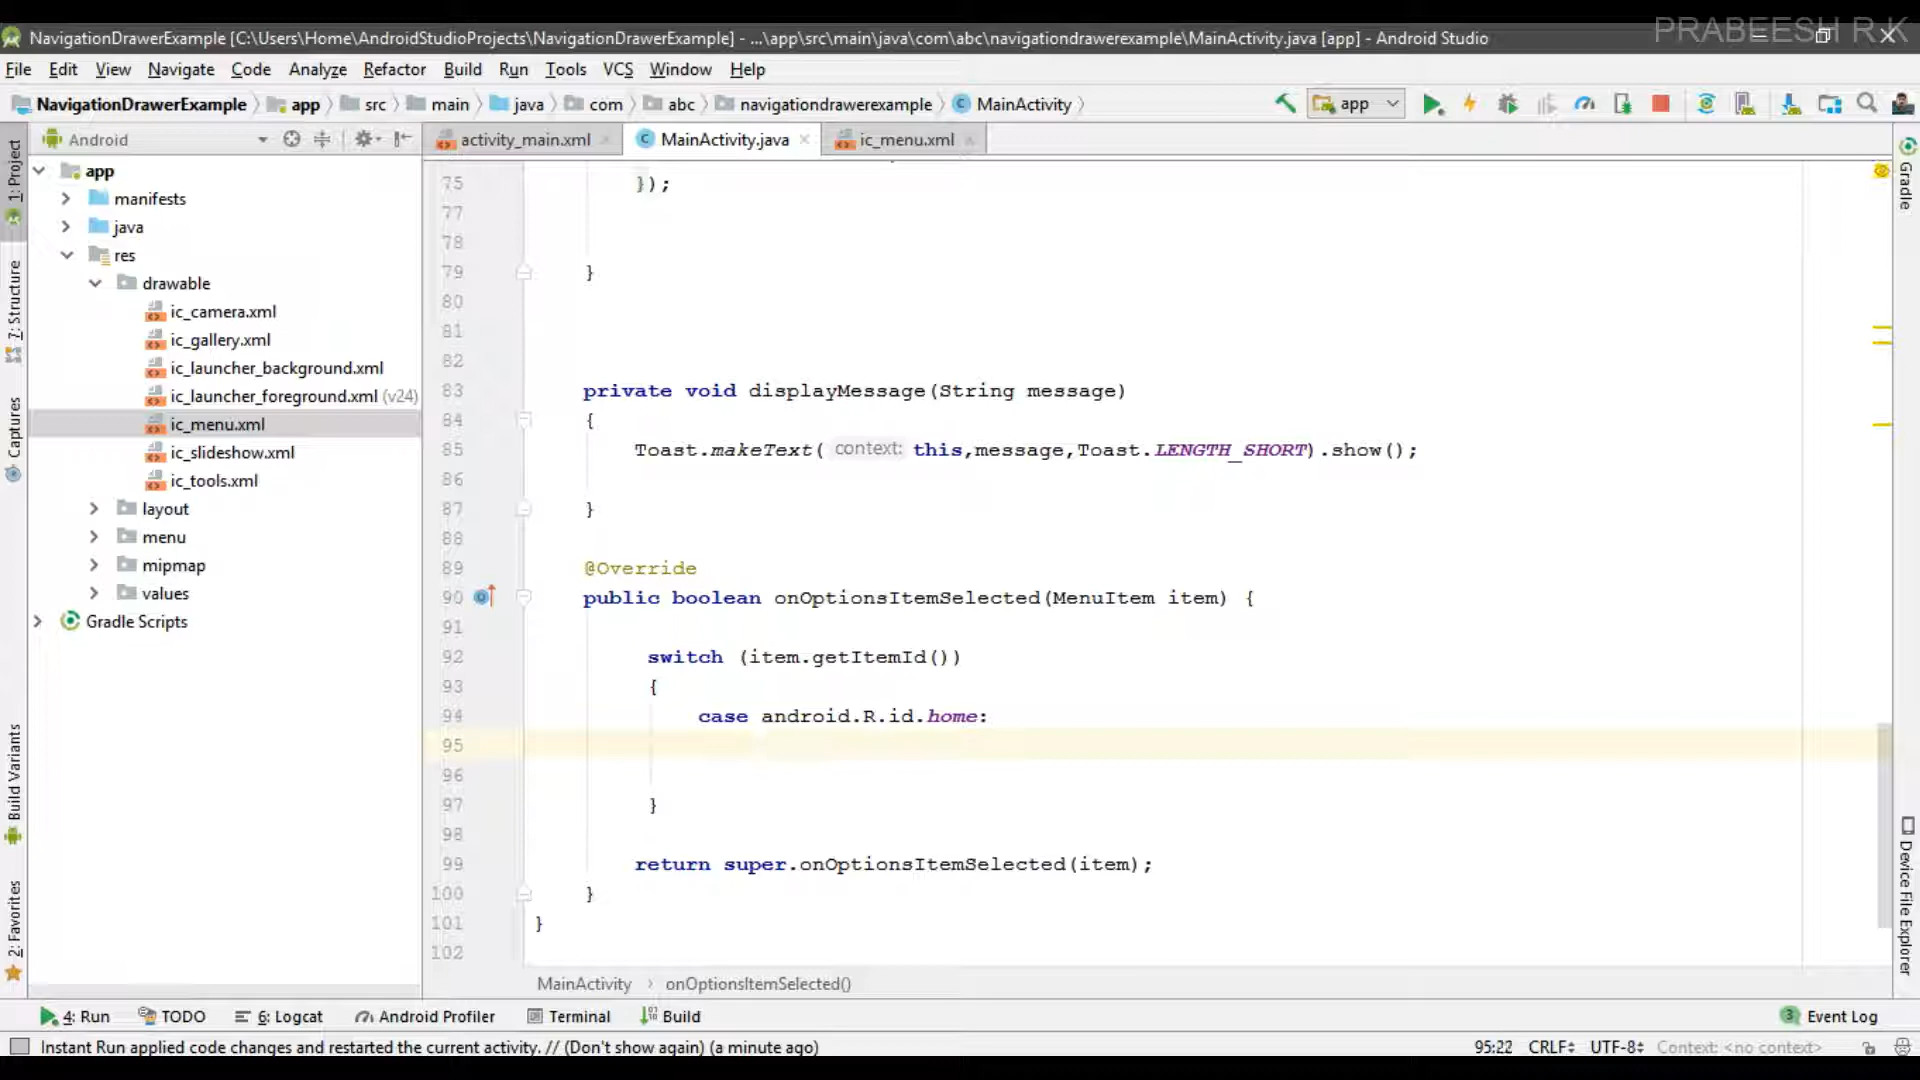 PRABEESH R.K
NavigationDrawerExample [C:\Users\Home\AndroidStudioProjects\NavigationDrawerExample] - ...\app\src\main\java\com\abc\navigationdrawerexample\MainActivity.java [app] - Android Studio
File Edit View Navigate Code Analyze Refactor Build Run Tools VCS Window Help
NavigationDrawerExample app src main java com abc navigationdrawerexample MainActivity app
Android
activity_main.xml MainActivity.java ic_menu.xml
1: Project
7: Structure
Captures
Build Variants
2: Favorites
app
manifests
java
res
drawable
ic_camera.xml
ic_gallery.xml
ic_launcher_background.xml
ic_launcher_foreground.xml (v24)
ic_menu.xml
ic_slideshow.xml
ic_tools.xml
layout
menu
mipmap
values
Gradle Scripts
75 });
77
78
79 }
80
81
82
83 private void displayMessage(String message)
84 {
85 Toast.makeText( context: this,message,Toast.LENGTH_SHORT).show();
86
87 }
88
89 @Override
90 public boolean onOptionsItemSelected(MenuItem item) {
91
92 switch (item.getItemId())
93 {
94 case android.R.id.home:
95
96
97 }
98
99 return super.onOptionsItemSelected(item);
100 }
101 }
102
MainActivity › onOptionsItemSelected()
Gradle
Device File Explorer
4: Run TODO 6: Logcat Android Profiler Terminal Build 3 Event Log
Instant Run applied code changes and restarted the current activity. // (Don't show again) (a minute ago) 95:22 CRLF UTF-8 Context: <no context>